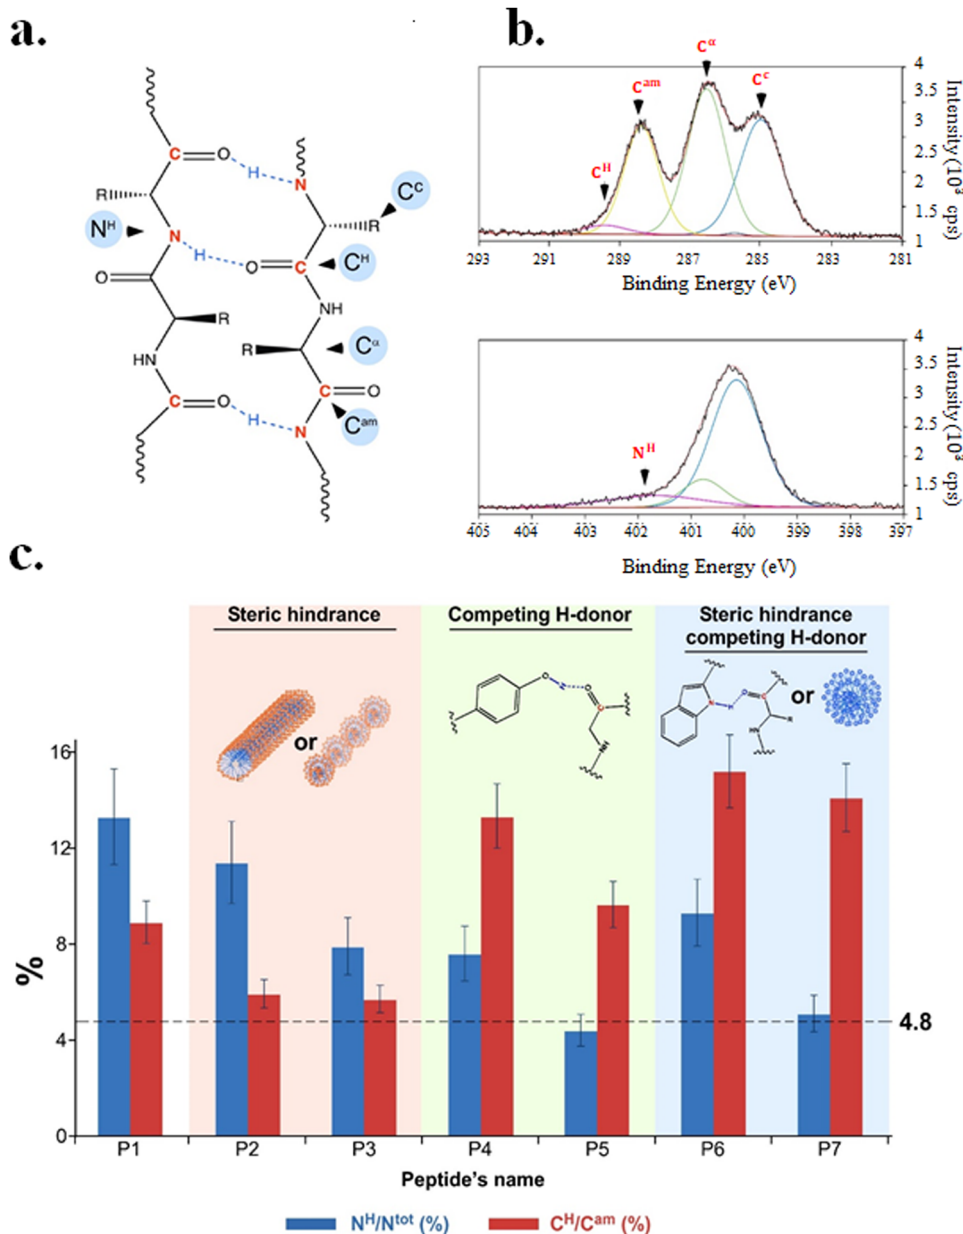 a.
b.
C
O
H
N
R
N^H
N
H
O
R
C^C
O
C
C^H
NH
R
HN
R
C^α
C
O
H
N
C
O
C^am
C^H
C^am
C^α
C^c
4
3.5
3
2.5
2
1.5
1
Intensity (10³ cps)
293 291 289 287 285 283 281
Binding Energy (eV)
N^H
4
3.5
3
2.5
2
1.5
1
Intensity (10³ cps)
405 404 403 402 401 400 399 398 397
Binding Energy (eV)
c.
Steric hindrance
Competing H-donor
Steric hindrance
competing H-donor
or
O
O
C
NH
N
O
C
R
HN
or
16
12
8
4
0
%
4.8
P1 P2 P3 P4 P5 P6 P7
Peptide's name
N^H/N^tot (%)
C^H/C^am (%)